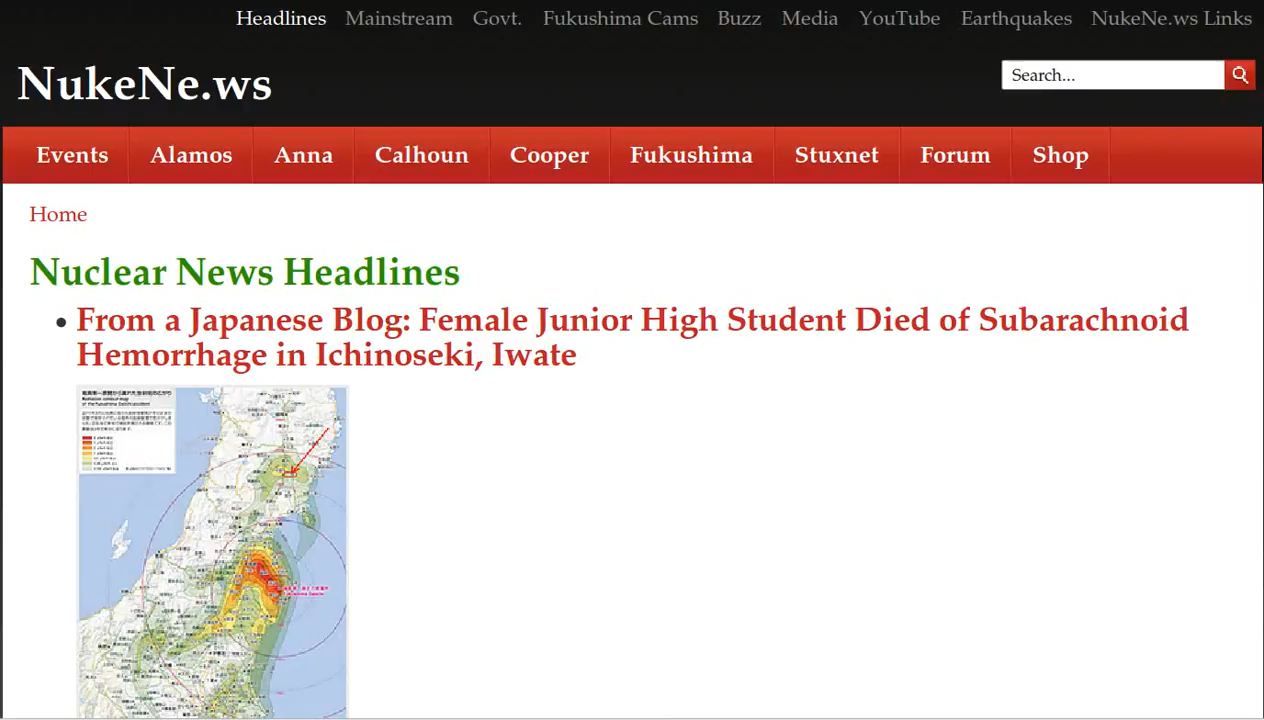 Headlines Mainstream Govt. Fukushima Cams Buzz Media YouTube Earthquakes NukeNe.ws Links
NukeNe.ws
Search...
Events Alamos Anna Calhoun Cooper Fukushima Stuxnet Forum Shop
Home
Nuclear News Headlines
• From a Japanese Blog: Female Junior High Student Died of Subarachnoid
Hemorrhage in Ichinoseki, Iwate